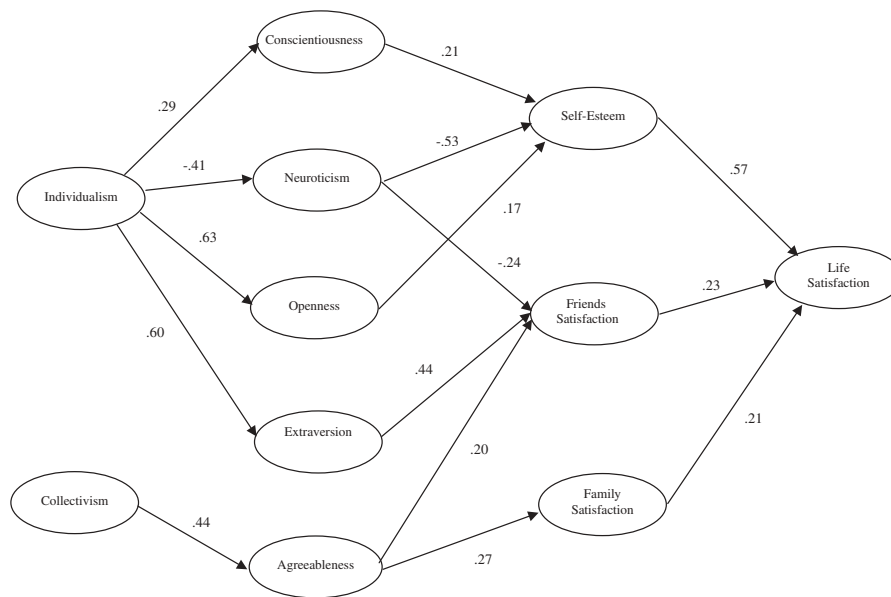 Conscientiousness
.21
Self-Esteem
.29
-.53
-.41
Neuroticism
.57
Individualism
.17
.63
-.24
Life
Satisfaction
Openness
Friends
Satisfaction
.23
.60
.44
Extraversion
.20
.21
Collectivism
Family
Satisfaction
.44
Agreeableness
.27